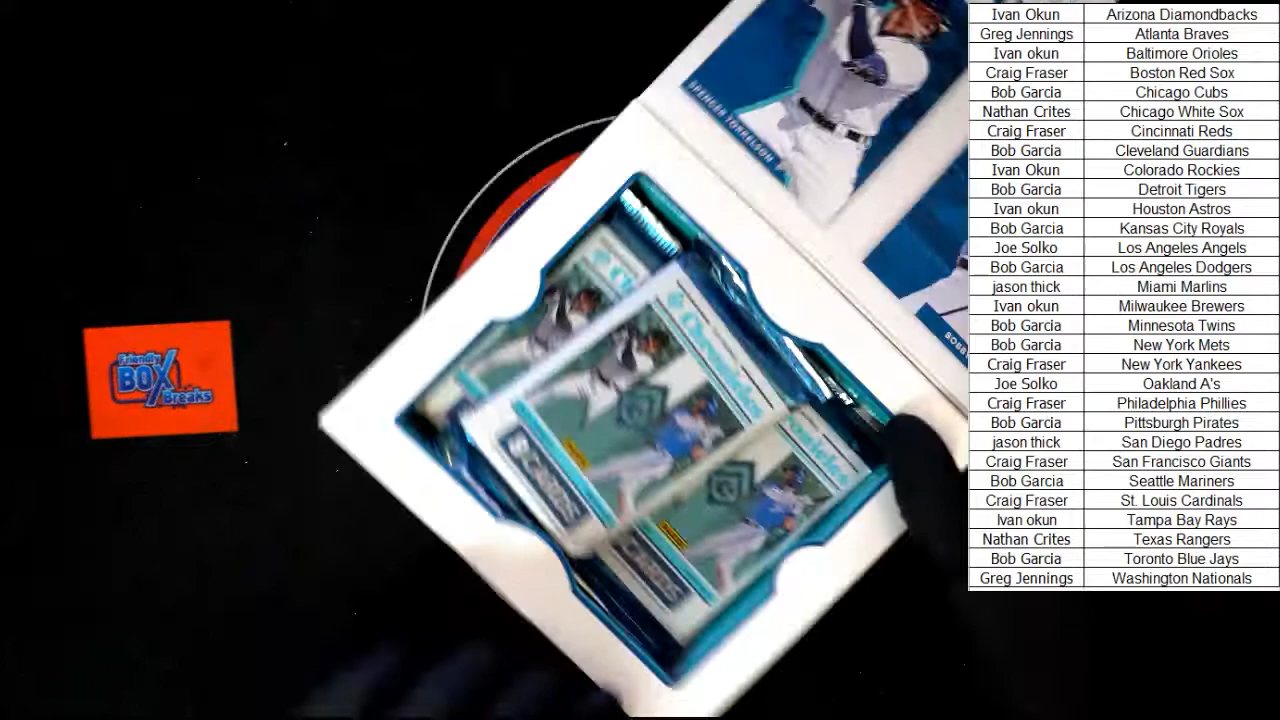 Ivan Okun Arizona Diamondbacks
Greg Jennings Atlanta Braves
Ivan okun Baltimore Orioles
Craig Fraser Boston Red Sox
Bob Garcia Chicago Cubs
Nathan Crites Chicago White Sox
Craig Fraser Cincinnati Reds
Bob Garcia Cleveland Guardians
Ivan Okun Colorado Rockies
Bob Garcia Detroit Tigers
Ivan okun Houston Astros
Bob Garcia Kansas City Royals
Joe Solko Los Angeles Angels
Bob Garcia Los Angeles Dodgers
jason thick Miami Marlins
Ivan okun Milwaukee Brewers
Bob Garcia Minnesota Twins
Bob Garcia New York Mets
Craig Fraser New York Yankees
Joe Solko Oakland A's
Craig Fraser Philadelphia Phillies
Bob Garcia Pittsburgh Pirates
jason thick San Diego Padres
Craig Fraser San Francisco Giants
Bob Garcia Seattle Mariners
Craig Fraser St. Louis Cardinals
Ivan okun Tampa Bay Rays
Nathan Crites Texas Rangers
Bob Garcia Toronto Blue Jays
Greg Jennings Washington Nationals
SPENCER TORKELSON
Chronicles
Friendly
BOX
Breaks